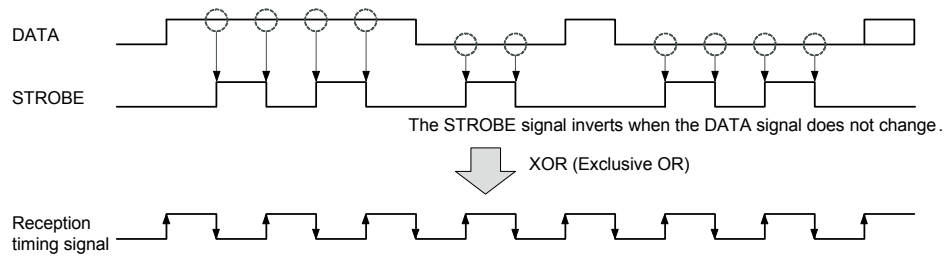 DATA
STROBE
The STROBE signal inverts when the DATA signal does not change.
XOR (Exclusive OR)
Reception
timing signal